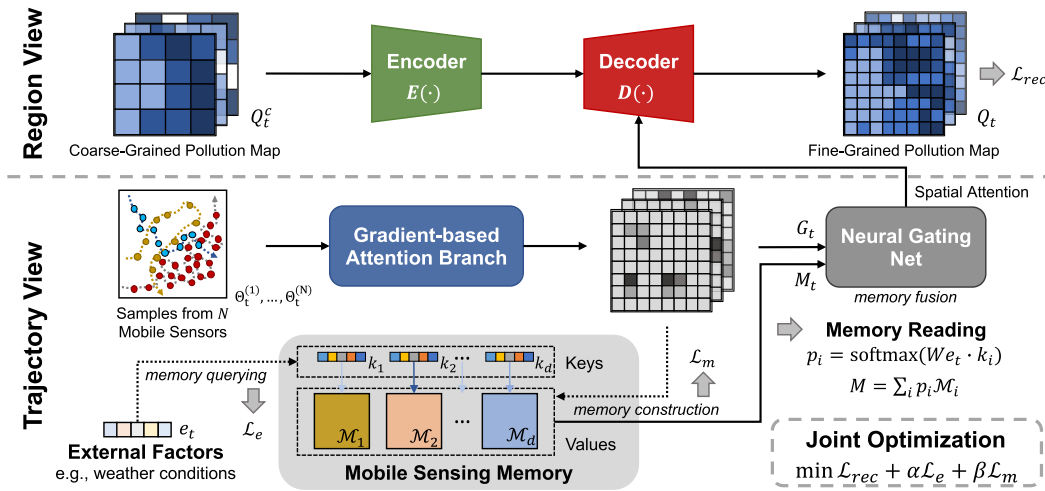 Region View
Q_t^c
Coarse-Grained Pollution Map
Encoder
E(·)
Decoder
D(·)
ℒ_rec
Q_t
Fine-Grained Pollution Map
Trajectory View
Spatial Attention
Θ_t^(1), ..., Θ_t^(N)
Samples from N
Mobile Sensors
Gradient-based
Attention Branch
G_t
M_t
Neural Gating
Net
memory fusion
Memory Reading
p_i = softmax(We_t · k_i)
M = ∑_i p_i ℳ_i
memory querying
ℒ_e
e_t
External Factors
e.g., weather conditions
k_1 k_2 ... k_d Keys
ℳ_1 ℳ_2 ... ℳ_d
Values
Mobile Sensing Memory
ℒ_m
memory construction
Joint Optimization
min ℒ_rec + αℒ_e + βℒ_m